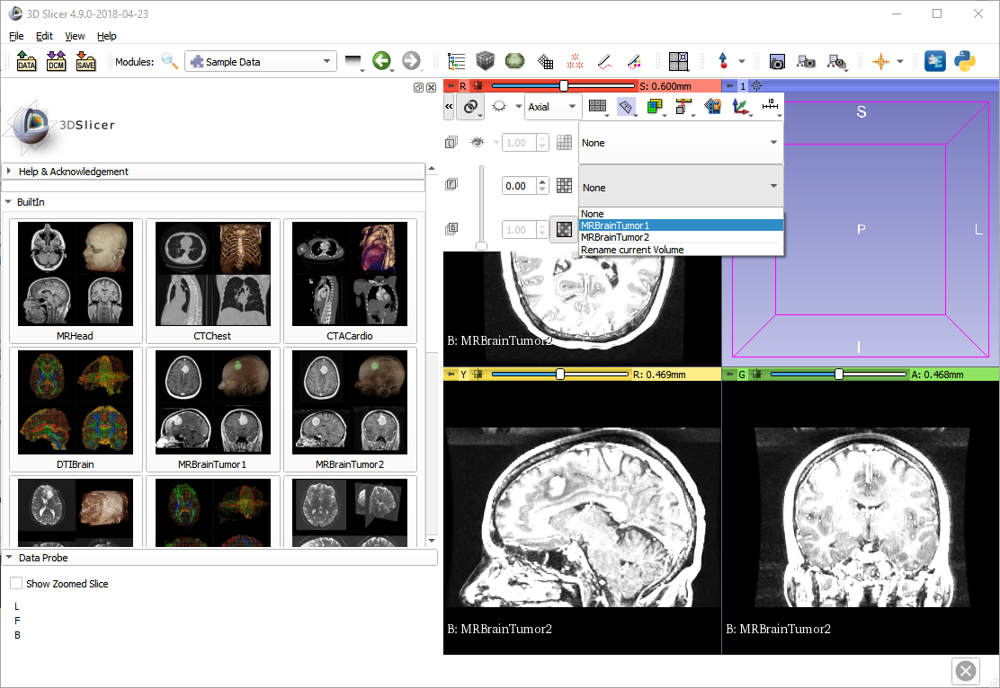 3D Slicer 4.9.0-2018-04-23
File Edit View Help
DATA DCM SAVE Modules: Sample Data
R S: 0.600mm 1
3DSlicer
Axial
S
1.00 None
Help & Acknowledgement
0.00 None
BuiltIn
None
MRBrainTumor1
1.00
MRBrainTumor2
Rename current Volume
P
L
MRHead CTChest CTACardio
B: MRBrainTumor2
I
Y R: 0.469mm G A: 0.468mm
DTIBrain MRBrainTumor1 MRBrainTumor2
Data Probe
Show Zoomed Slice
L
F
B
B: MRBrainTumor2 B: MRBrainTumor2